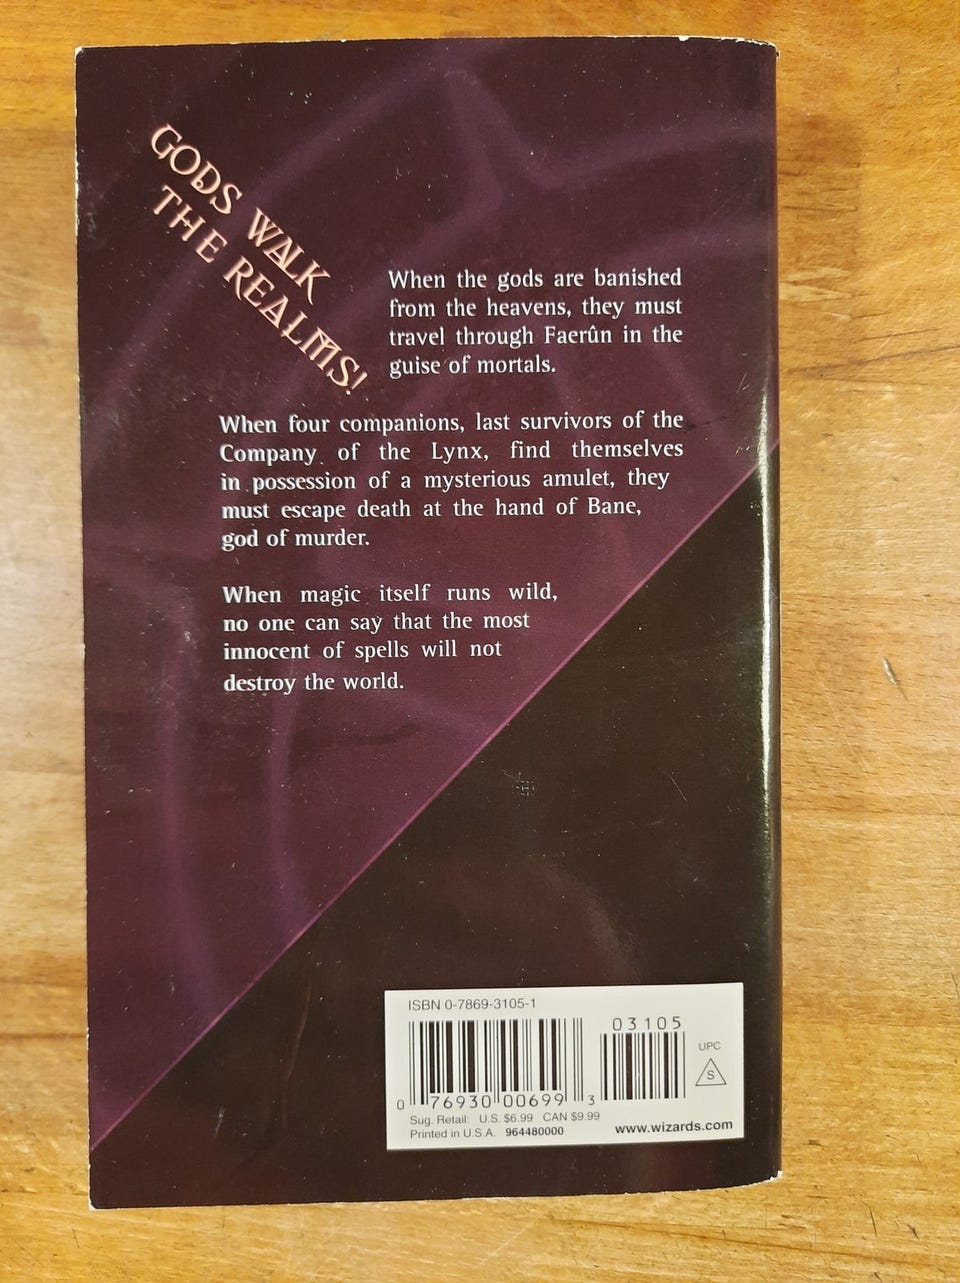 GODS WALK
THE REALMS!
When the gods are banished
from the heavens, they must
travel through Faerûn in the
guise of mortals.
When four companions, last survivors of the
Company of the Lynx, find themselves
in possession of a mysterious amulet, they
must escape death at the hand of Bane,
god of murder.
When magic itself runs wild,
no one can say that the most
innocent of spells will not
destroy the world.
ISBN 0-7869-3105-1
03105
UPC
S
0 76930 00699 3
Sug. Retail: U.S. $6.99 CAN $9.99
Printed in U.S.A. 964480000
www.wizards.com